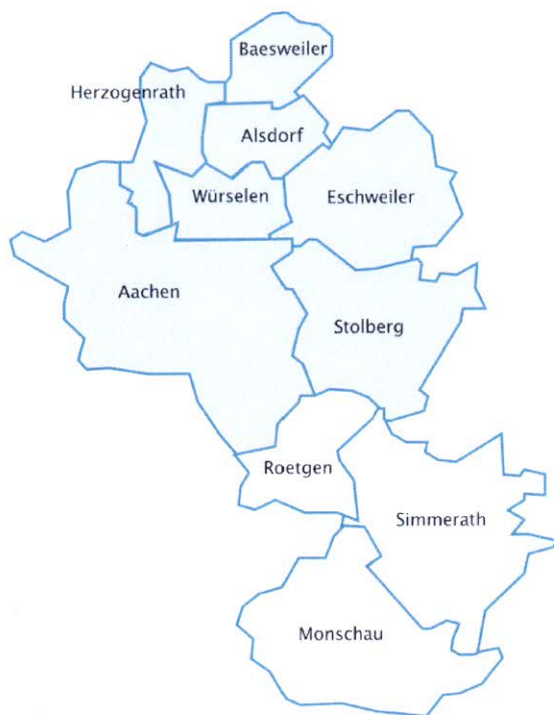 Baesweiler
Herzogenrath
Alsdorf
Würselen
Eschweiler
Aachen
Stolberg
Roetgen
Simmerath
Monschau